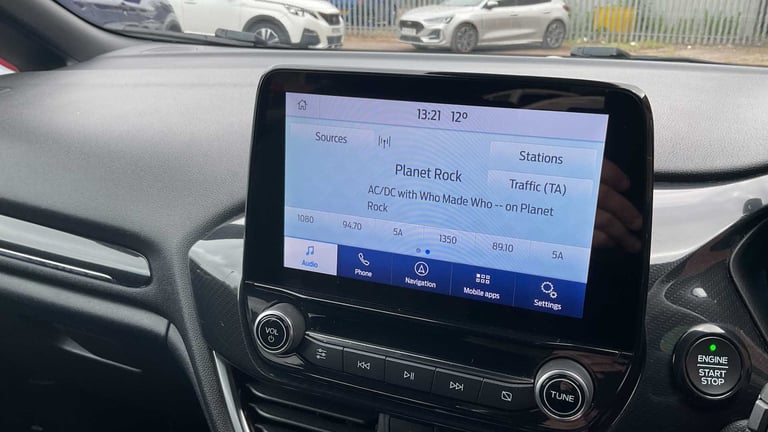 13:21 12º
Sources
Stations
Planet Rock
Traffic (TA)
AC/DC with Who Made Who -- on Planet
Rock
1080 94.70 5A 1350 89.10 5A
Audio Phone Navigation Mobile apps Settings
VOL
TUNE
ENGINE
START
STOP